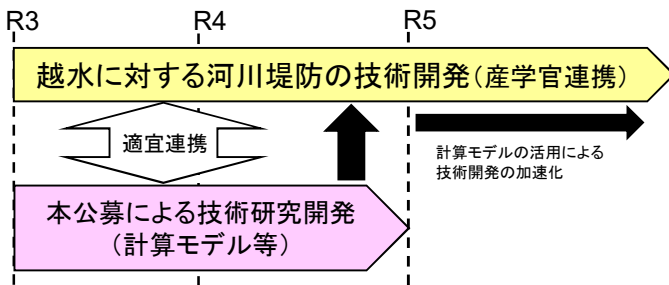 R3 R4 R5
越水に対する河川堤防の技術開発(産学官連携)
適宜連携
計算モデルの活用による
技術開発の加速化
本公募による技術研究開発
(計算モデル等)